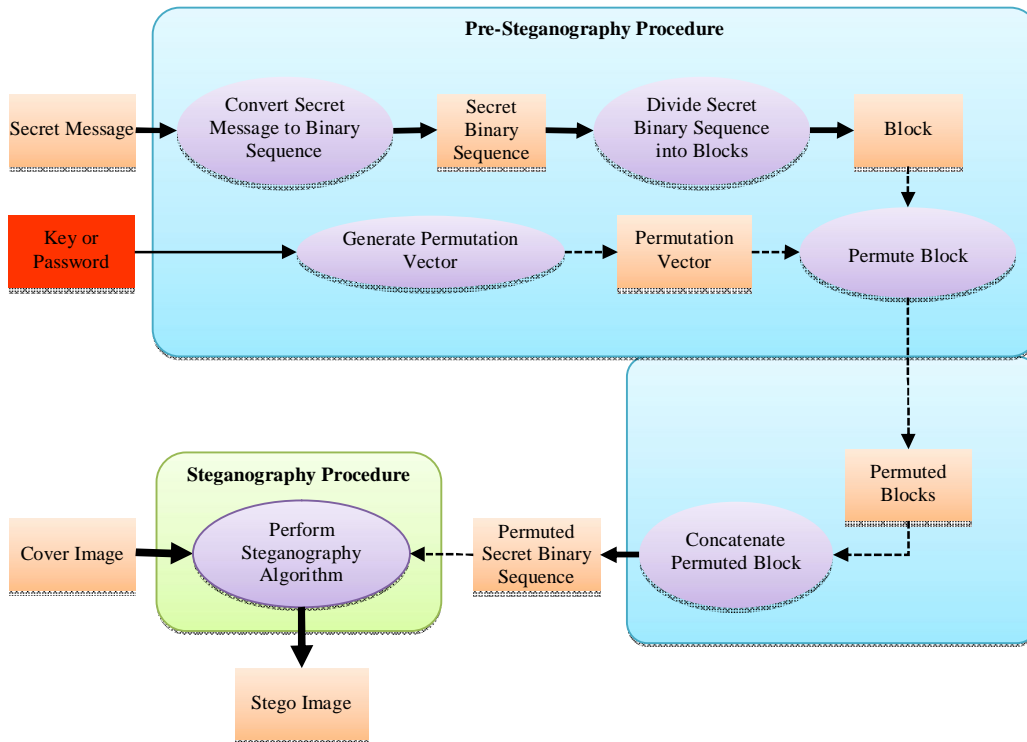 Pre-Steganography Procedure
Secret Message
Convert Secret
Message to Binary
Sequence
Secret
Binary
Sequence
Divide Secret
Binary Sequence
into Blocks
Block
Key or
Password
Generate Permutation
Vector
Permutation
Vector
Permute Block
Permuted
Blocks
Steganography Procedure
Cover Image
Perform
Steganography
Algorithm
Permuted
Secret Binary
Sequence
Concatenate
Permuted Block
Stego Image